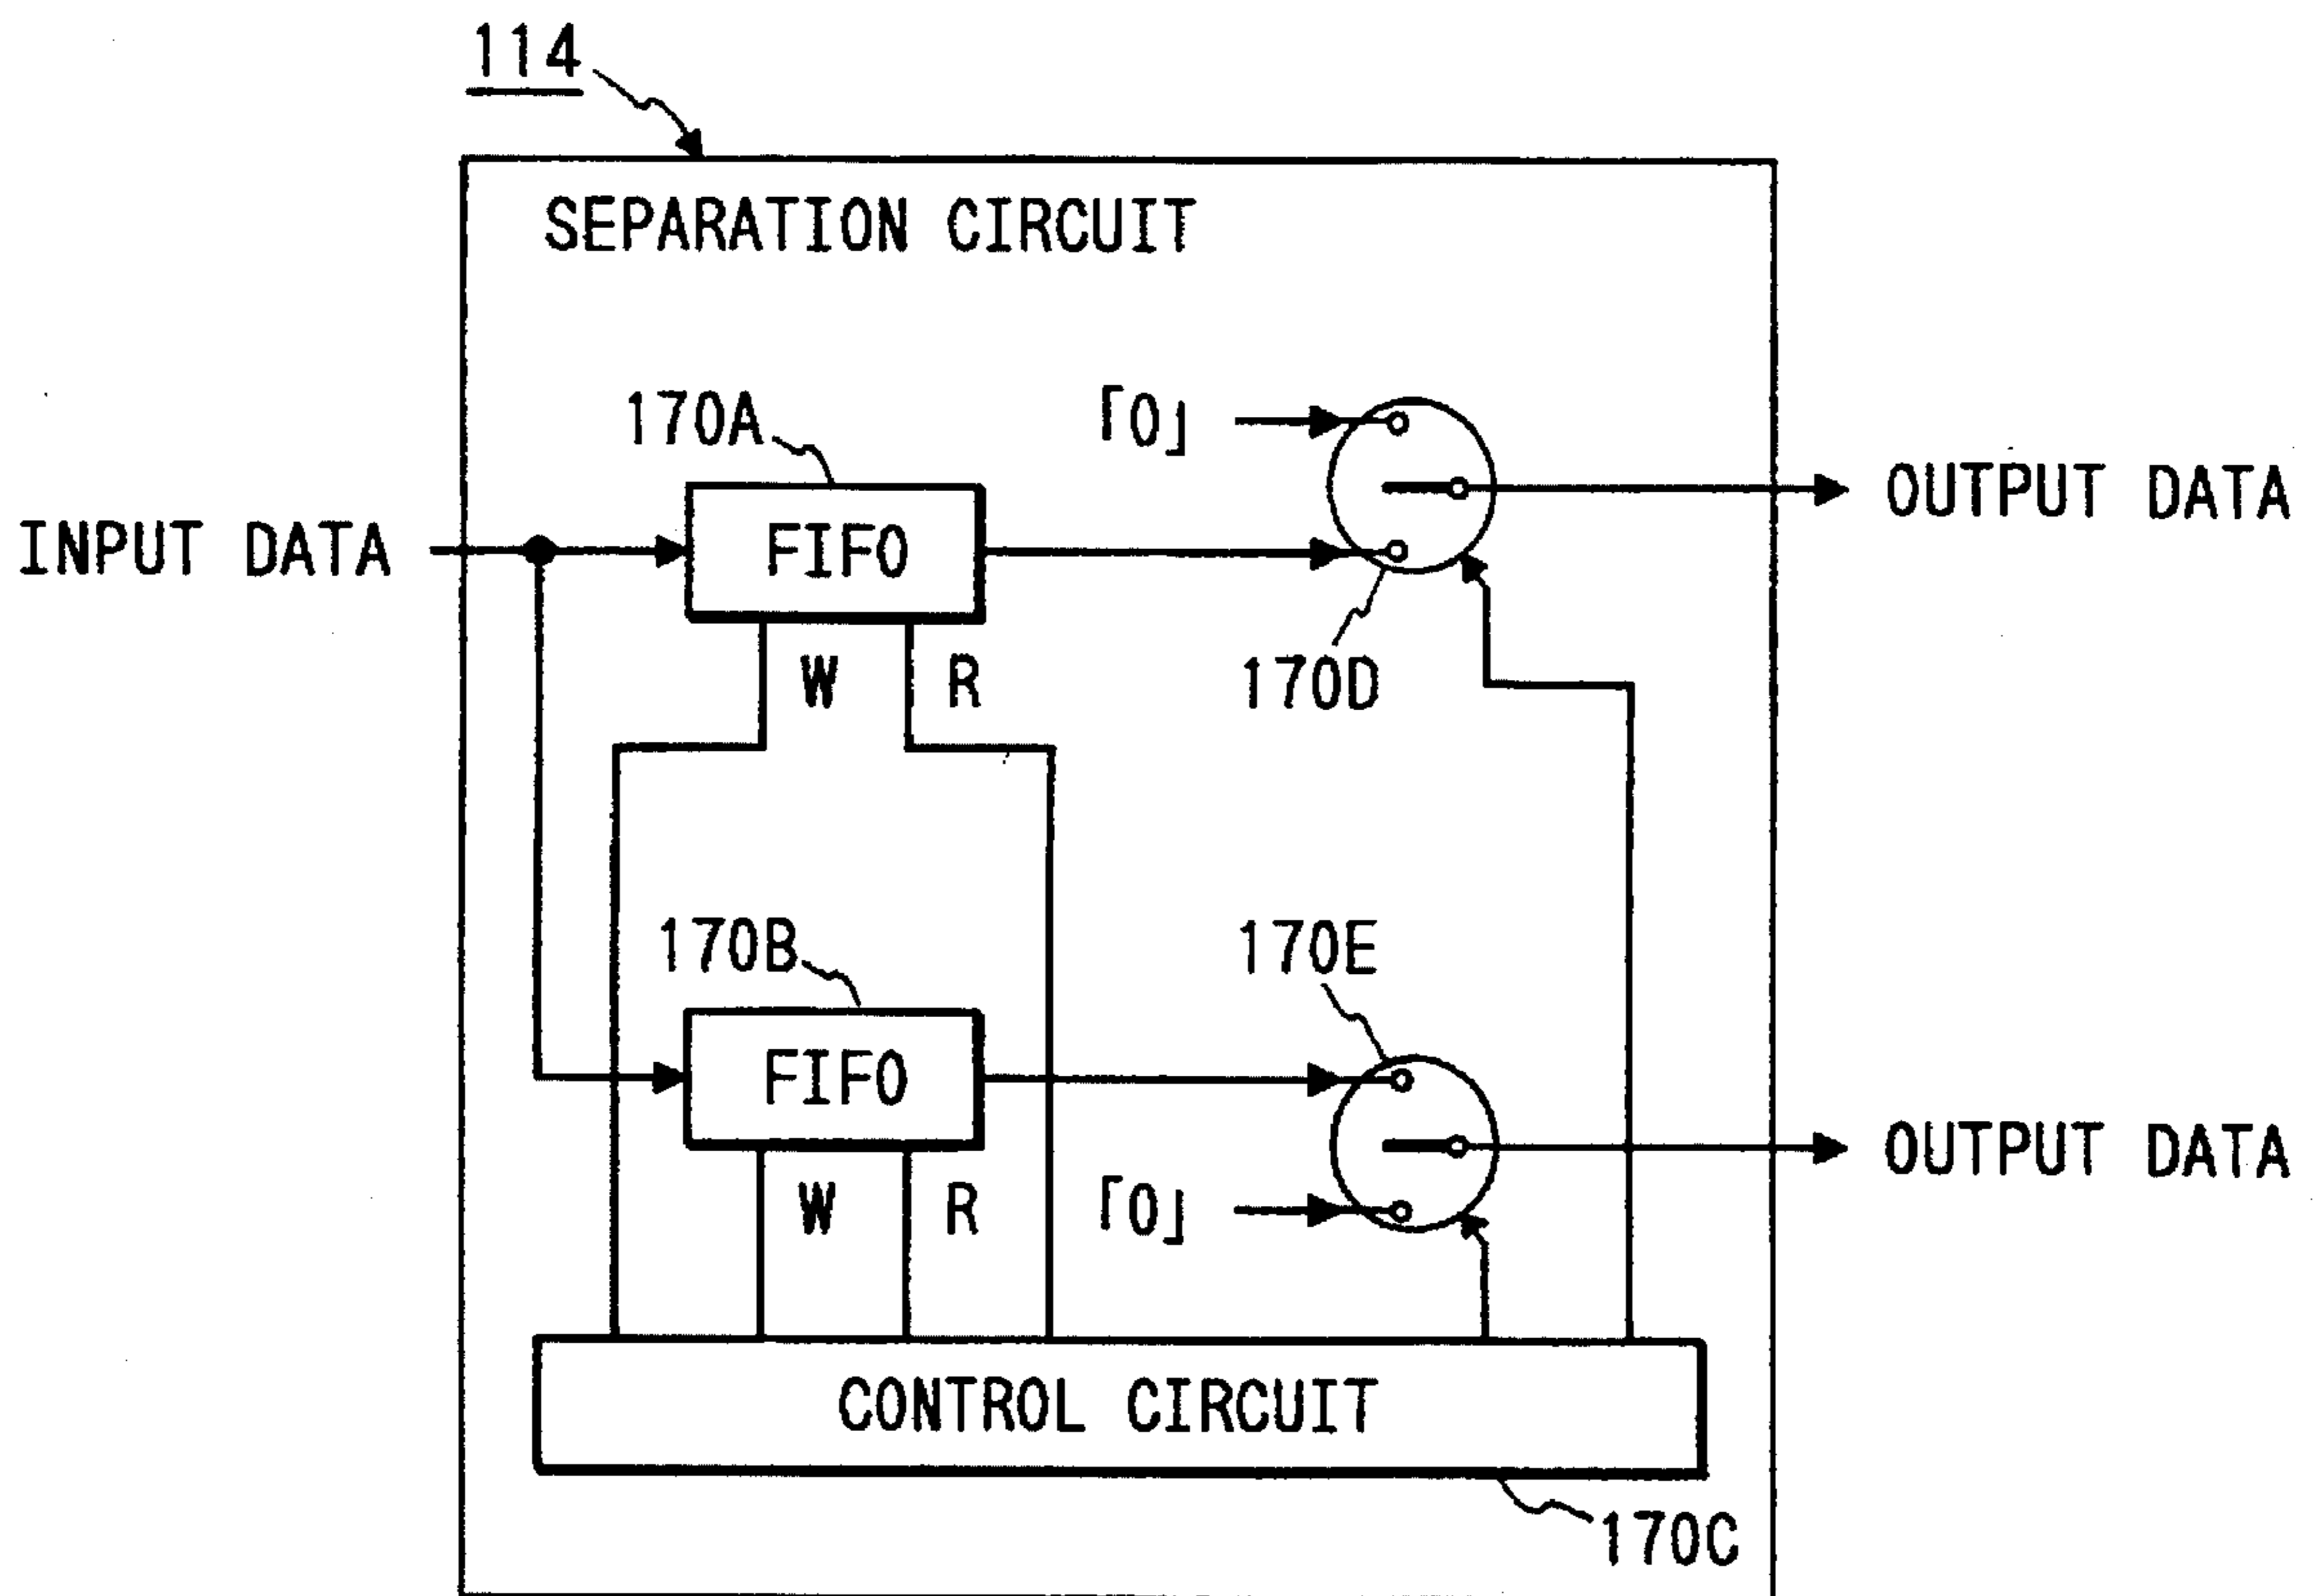 114
SEPARATION CIRCUIT
170A
「0」
INPUT DATA
FIFO
OUTPUT DATA
W
R
170D
170B
170E
FIFO
OUTPUT DATA
W
R
「0」
CONTROL CIRCUIT
170C